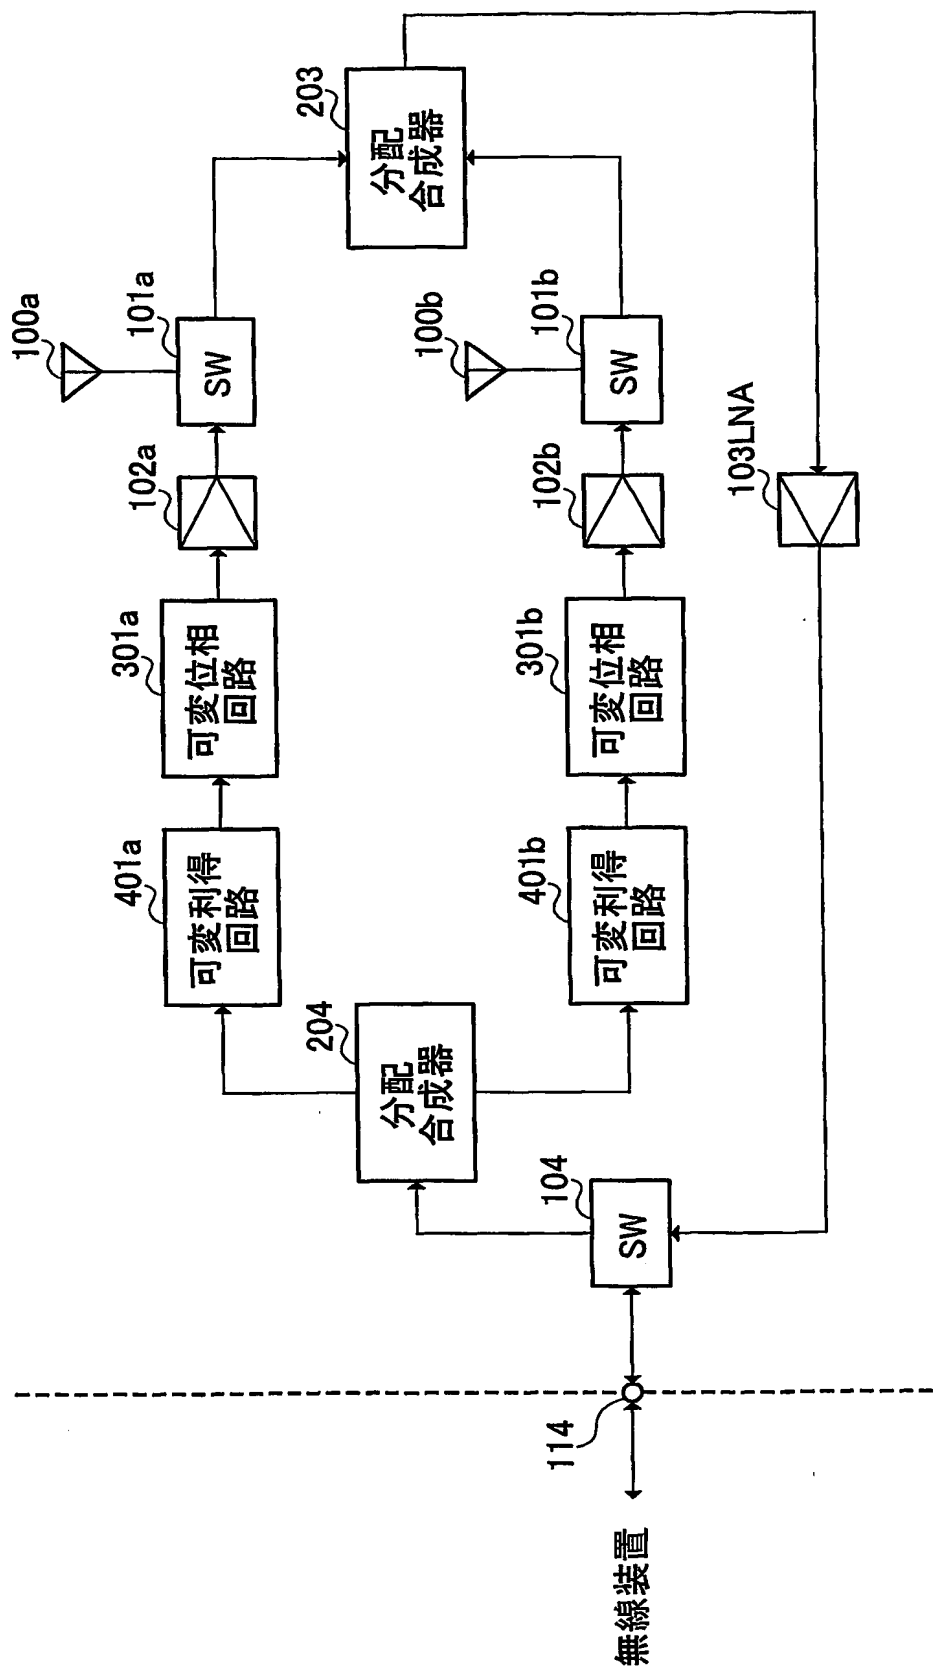 100a
101a
SW
102a
301a
可変位相
回路
401a
可変利得
回路
203
分配
合成器
204
分配
合成器
100b
101b
SW
102b
301b
可変位相
回路
401b
可変利得
回路
103LNA
104
SW
114
無線装置